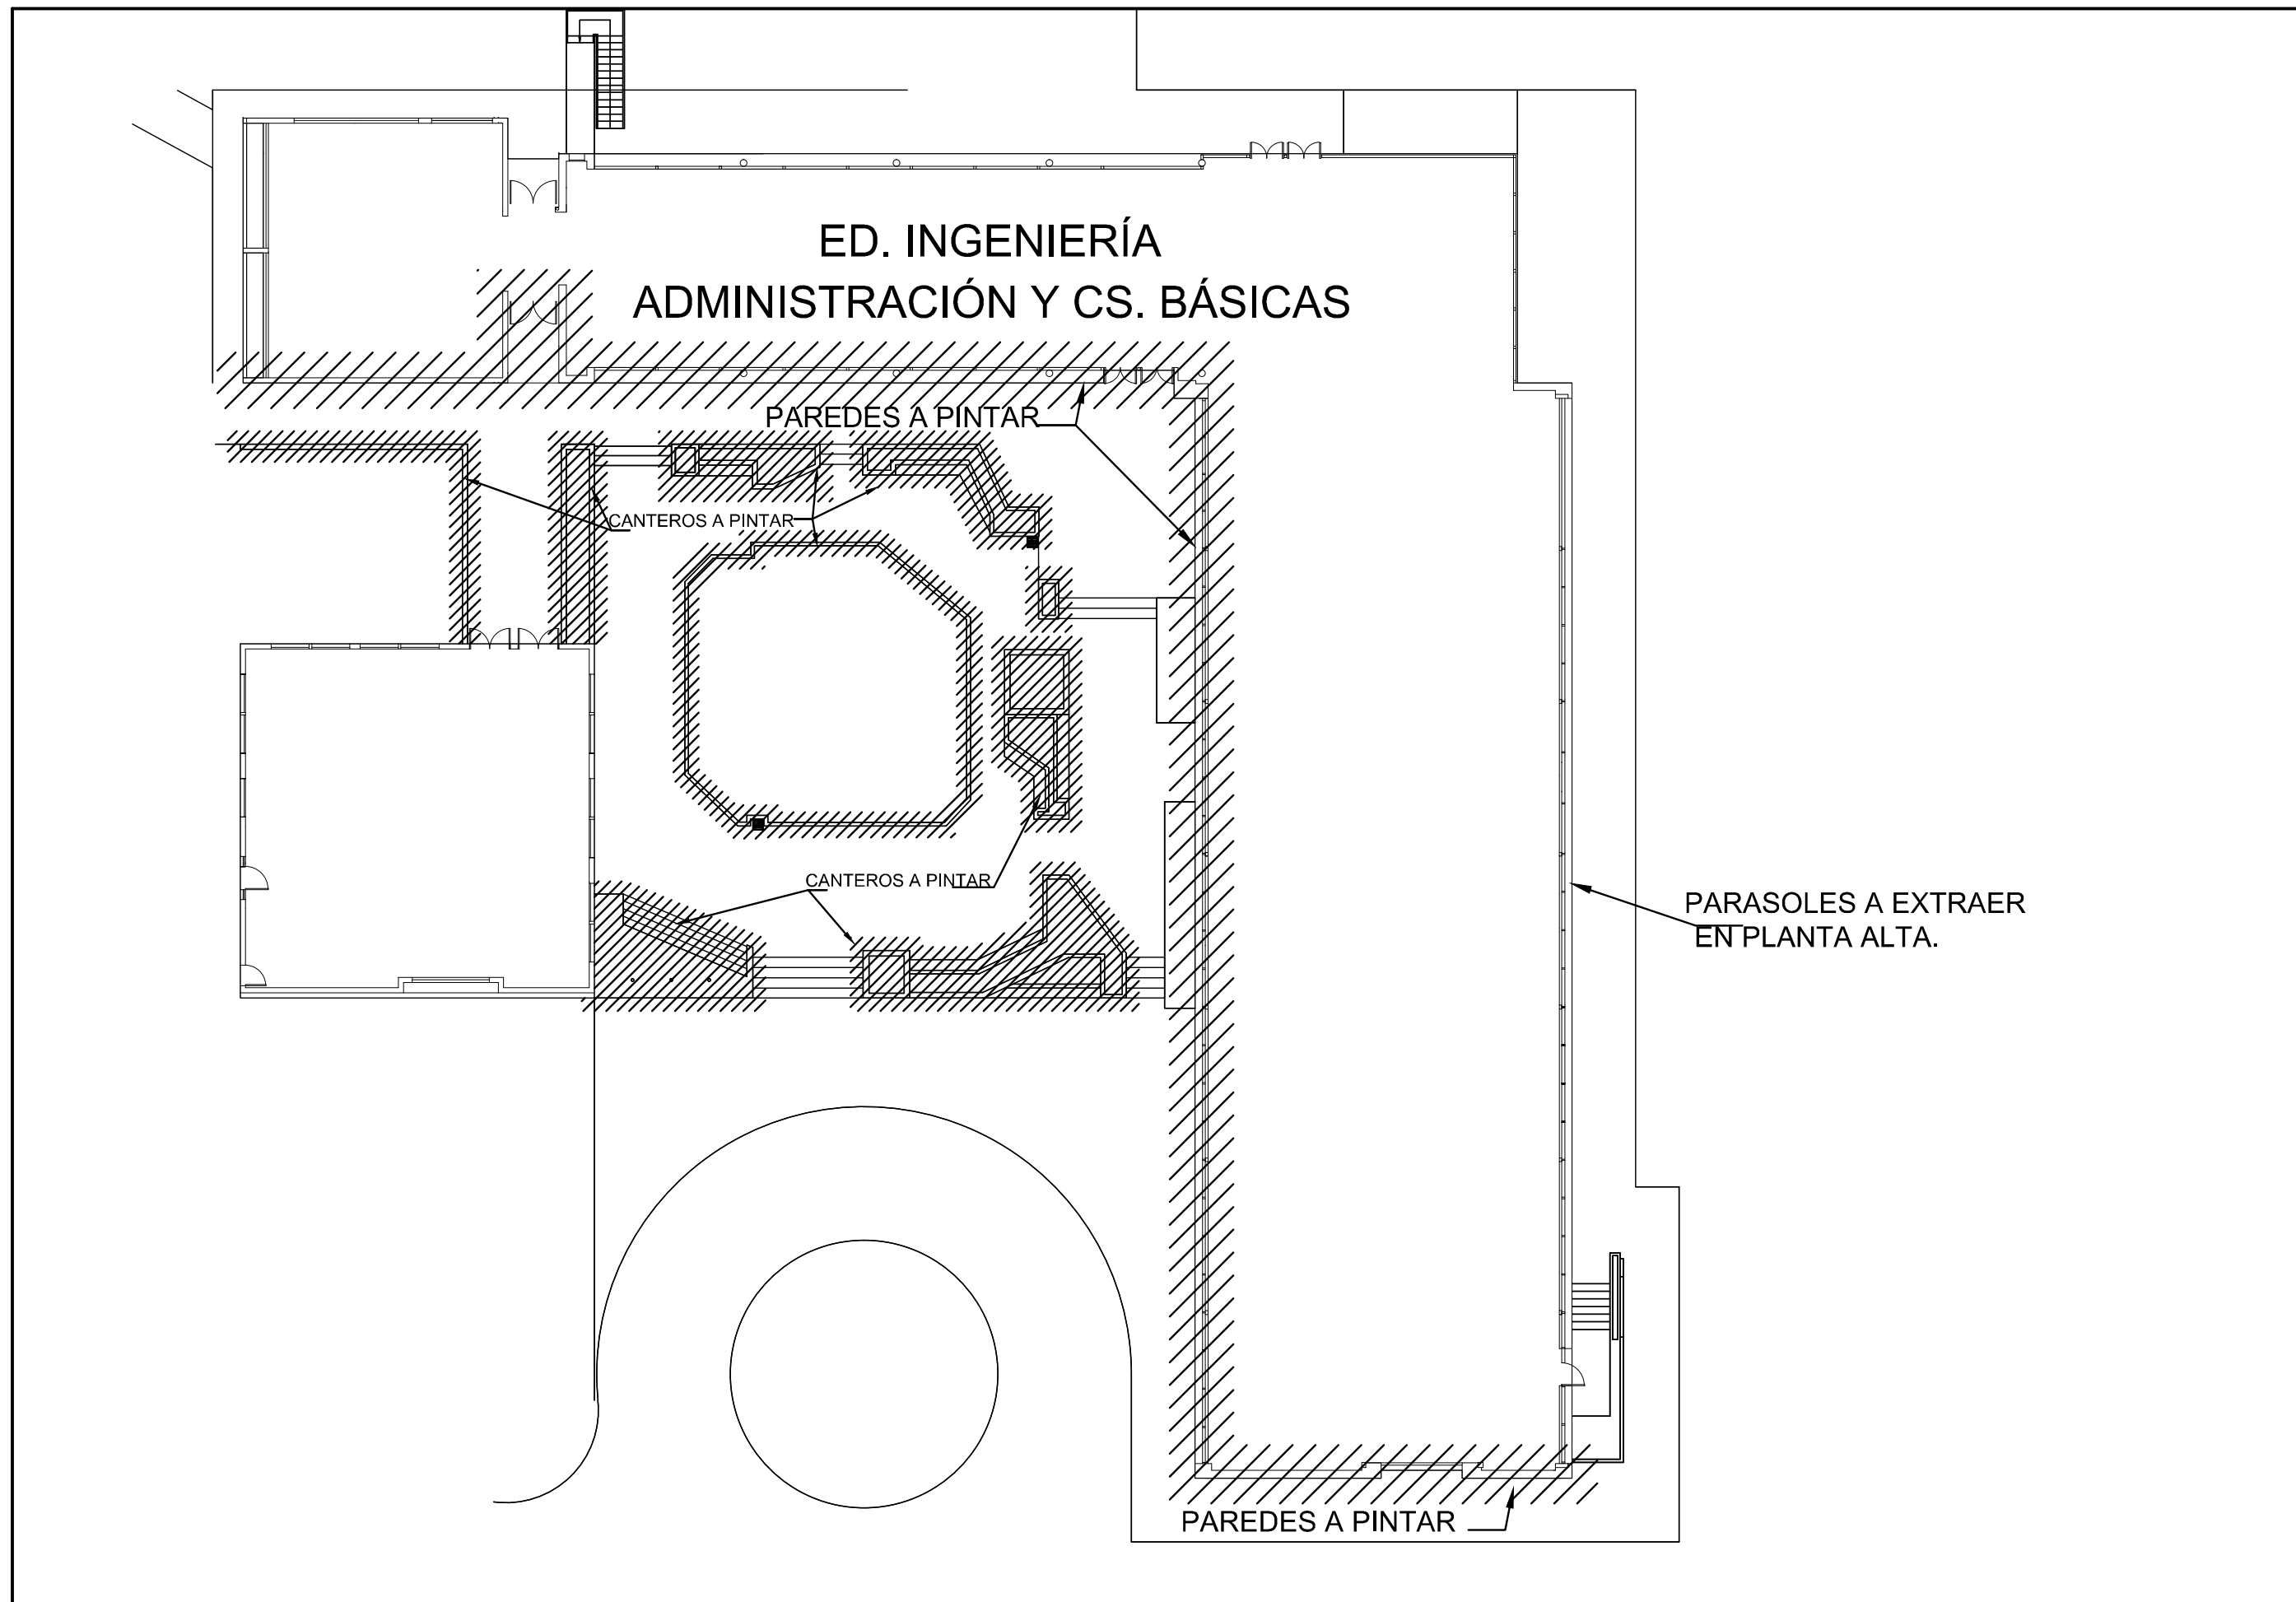 ED. INGENIERÍA
ADMINISTRACIÓN Y CS. BÁSICAS
PAREDES A PINTAR
CANTEROS A PINTAR
CANTEROS A PINTAR
PARASOLES A EXTRAER
EN PLANTA ALTA.
PAREDES A PINTAR